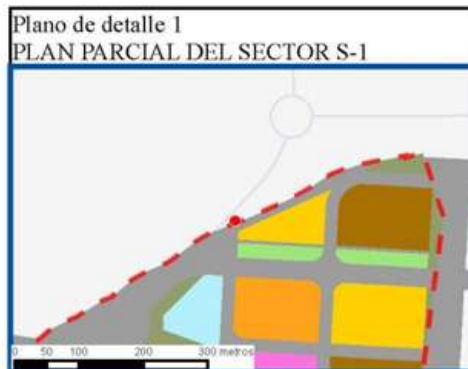 Plano de detalle 1
PLAN PARCIAL DEL SECTOR S-1
0 50 100 200 300 metros